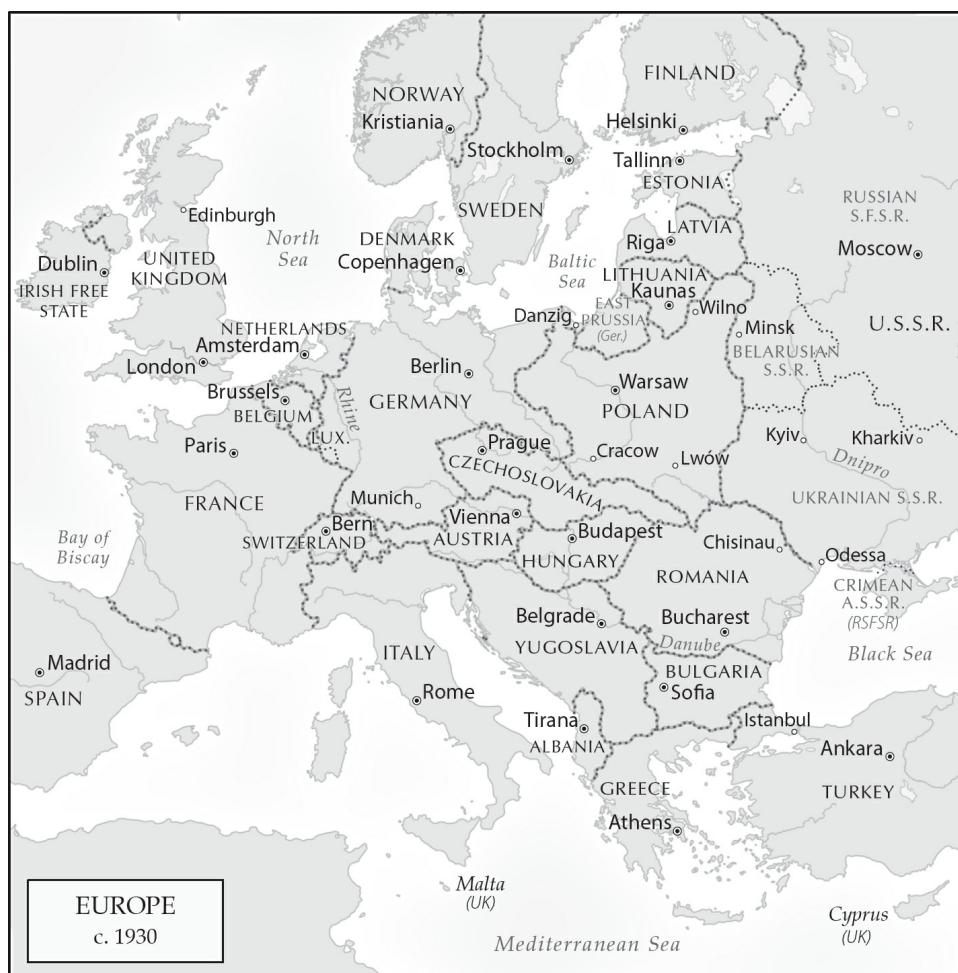 FINLAND
NORWAY
Kristiania
Helsinki
Stockholm
Tallinn
ESTONIA
RUSSIAN
S.F.S.R.
SWEDEN
Edinburgh
North
Sea
DENMARK
Copenhagen
LATVIA
Riga
Moscow
Dublin
IRISH FREE
STATE
UNITED
KINGDOM
Baltic
Sea
LITHUANIA
Kaunas
Wilno
Danzig
EAST
PRUSSIA
(Ger.)
Minsk
BELARUSIAN
S.S.R.
U.S.S.R.
NETHERLANDS
Amsterdam
London
Berlin
GERMANY
Warsaw
POLAND
Brussels
BELGIUM
Rhine
LUX.
Paris
Prague
CZECHOSLOVAKIA
Cracow
Lwów
Kyiv
Kharkiv
Dnipro
FRANCE
Munich
Vienna
AUSTRIA
UKRAINIAN S.S.R.
Bay of
Biscay
Bern
SWITZERLAND
Budapest
HUNGARY
Chisinau
Odessa
ROMANIA
CRIMEAN
A.S.S.R.
(RSFSR)
Belgrade
YUGOSLAVIA
Bucharest
Danube
Black Sea
Madrid
SPAIN
ITALY
Rome
BULGARIA
Sofia
Tirana
ALBANIA
Istanbul
Ankara
TURKEY
GREECE
Athens
Malta
(UK)
Cyprus
(UK)
Mediterranean Sea
EUROPE
c. 1930